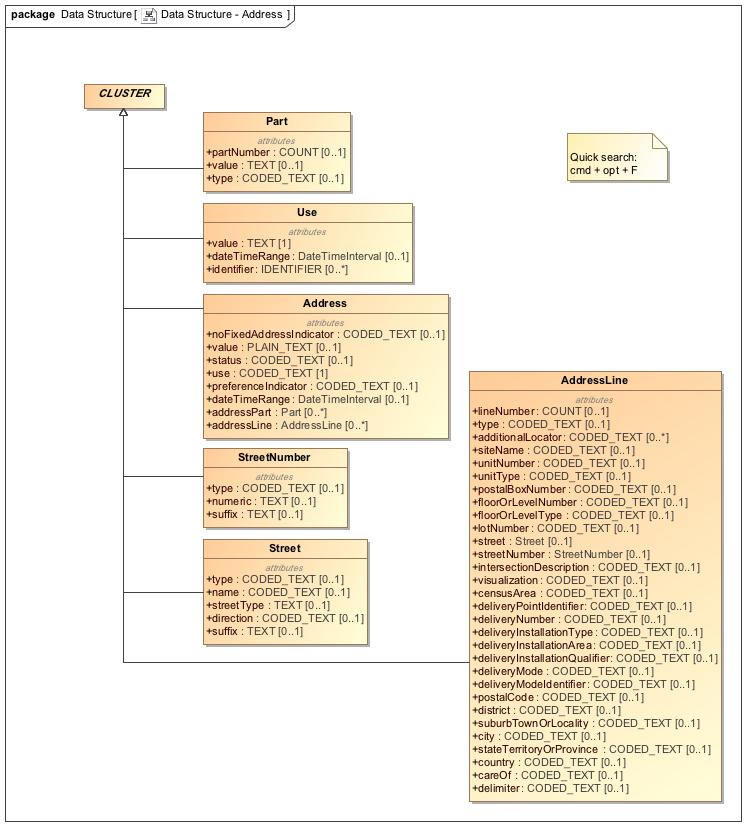 package Data Structure [ Data Structure - Address ]
CLUSTER
Part
attributes
+partNumber : COUNT [0..1]
+value : TEXT [0..1]
+type : CODED_TEXT [0..1]
Quick search:
cmd + opt + F
Use
attributes
+value : TEXT [1]
+dateTimeRange : DateTimeInterval [0..1]
+identifier : IDENTIFIER [0..*]
Address
attributes
+noFixedAddressIndicator : CODED_TEXT [0..1]
+value : PLAIN_TEXT [0..1]
+status : CODED_TEXT [0..1]
+use : CODED_TEXT [1]
+preferenceIndicator : CODED_TEXT [0..1]
+dateTimeRange : DateTimeInterval [0..1]
+addressPart : Part [0..*]
+addressLine : AddressLine [0..*]
StreetNumber
attributes
+type : CODED_TEXT [0..1]
+numeric : TEXT [0..1]
+suffix : TEXT [0..1]
Street
attributes
+type : CODED_TEXT [0..1]
+name : CODED_TEXT [0..1]
+streetType : TEXT [0..1]
+direction : CODED_TEXT [0..1]
+suffix : TEXT [0..1]
AddressLine
attributes
+lineNumber : COUNT [0..1]
+type : CODED_TEXT [0..1]
+additionalLocator : CODED_TEXT [0..*]
+siteName : CODED_TEXT [0..1]
+unitNumber : CODED_TEXT [0..1]
+unitType : CODED_TEXT [0..1]
+postalBoxNumber : CODED_TEXT [0..1]
+floorOrLevelNumber : CODED_TEXT [0..1]
+floorOrLevelType : CODED_TEXT [0..1]
+lotNumber : CODED_TEXT [0..1]
+street : Street [0..1]
+streetNumber : StreetNumber [0..1]
+intersectionDescription : CODED_TEXT [0..1]
+visualization : CODED_TEXT [0..1]
+censusArea : CODED_TEXT [0..1]
+deliveryPointIdentifier : CODED_TEXT [0..1]
+deliveryNumber : CODED_TEXT [0..1]
+deliveryInstallationType : CODED_TEXT [0..1]
+deliveryInstallationArea : CODED_TEXT [0..1]
+deliveryInstallationQualifier : CODED_TEXT [0..1]
+deliveryMode : CODED_TEXT [0..1]
+deliveryModeIdentifier : CODED_TEXT [0..1]
+postalCode : CODED_TEXT [0..1]
+district : CODED_TEXT [0..1]
+suburbTownOrLocality : CODED_TEXT [0..1]
+city : CODED_TEXT [0..1]
+stateTerritoryOrProvince : CODED_TEXT [0..1]
+country : CODED_TEXT [0..1]
+careOf : CODED_TEXT [0..1]
+delimiter : CODED_TEXT [0..1]